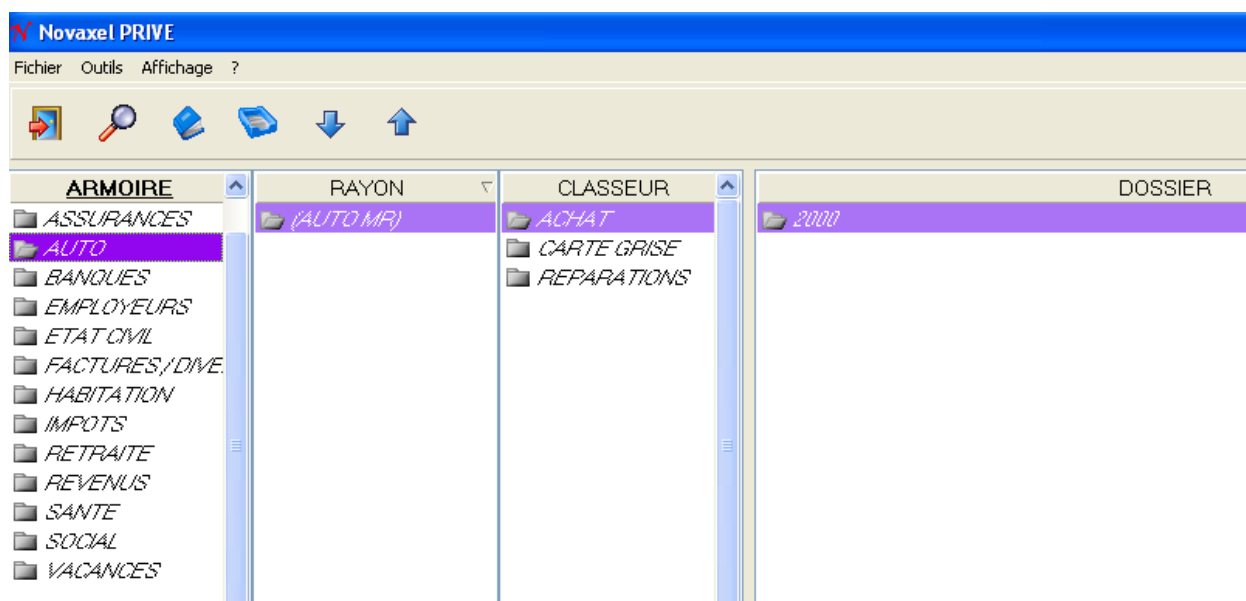 Novaxel PRIVE
Fichier Outils Affichage ?
ARMOIRE RAYON CLASSEUR DOSSIER
ASSURANCES (AUTO MR) ACHAT 2000
AUTO CARTE GRISE
BANQUES REPARATIONS
EMPLOYEURS
ETAT CIVIL
FACTURES/DIVE.
HABITATION
IMPOTS
RETRAITE
REVENUS
SANTE
SOCIAL
VACANCES